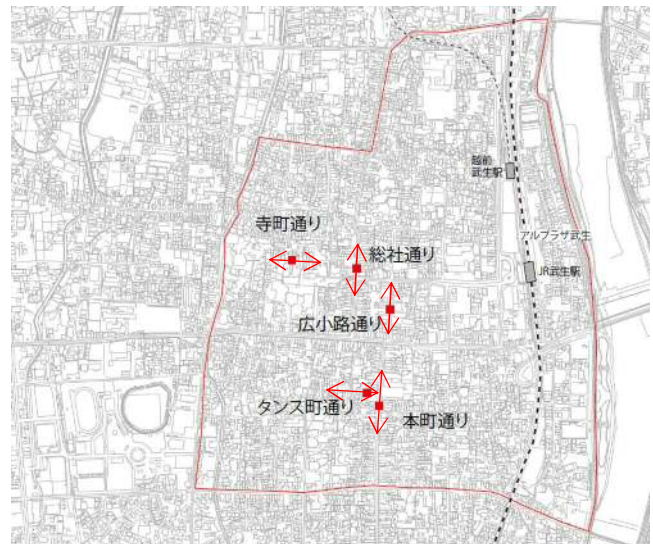 越前
武生駅
寺町通り
アルプラザ武生
総社通り
JR武生駅
広小路通り
タンス町通り
本町通り